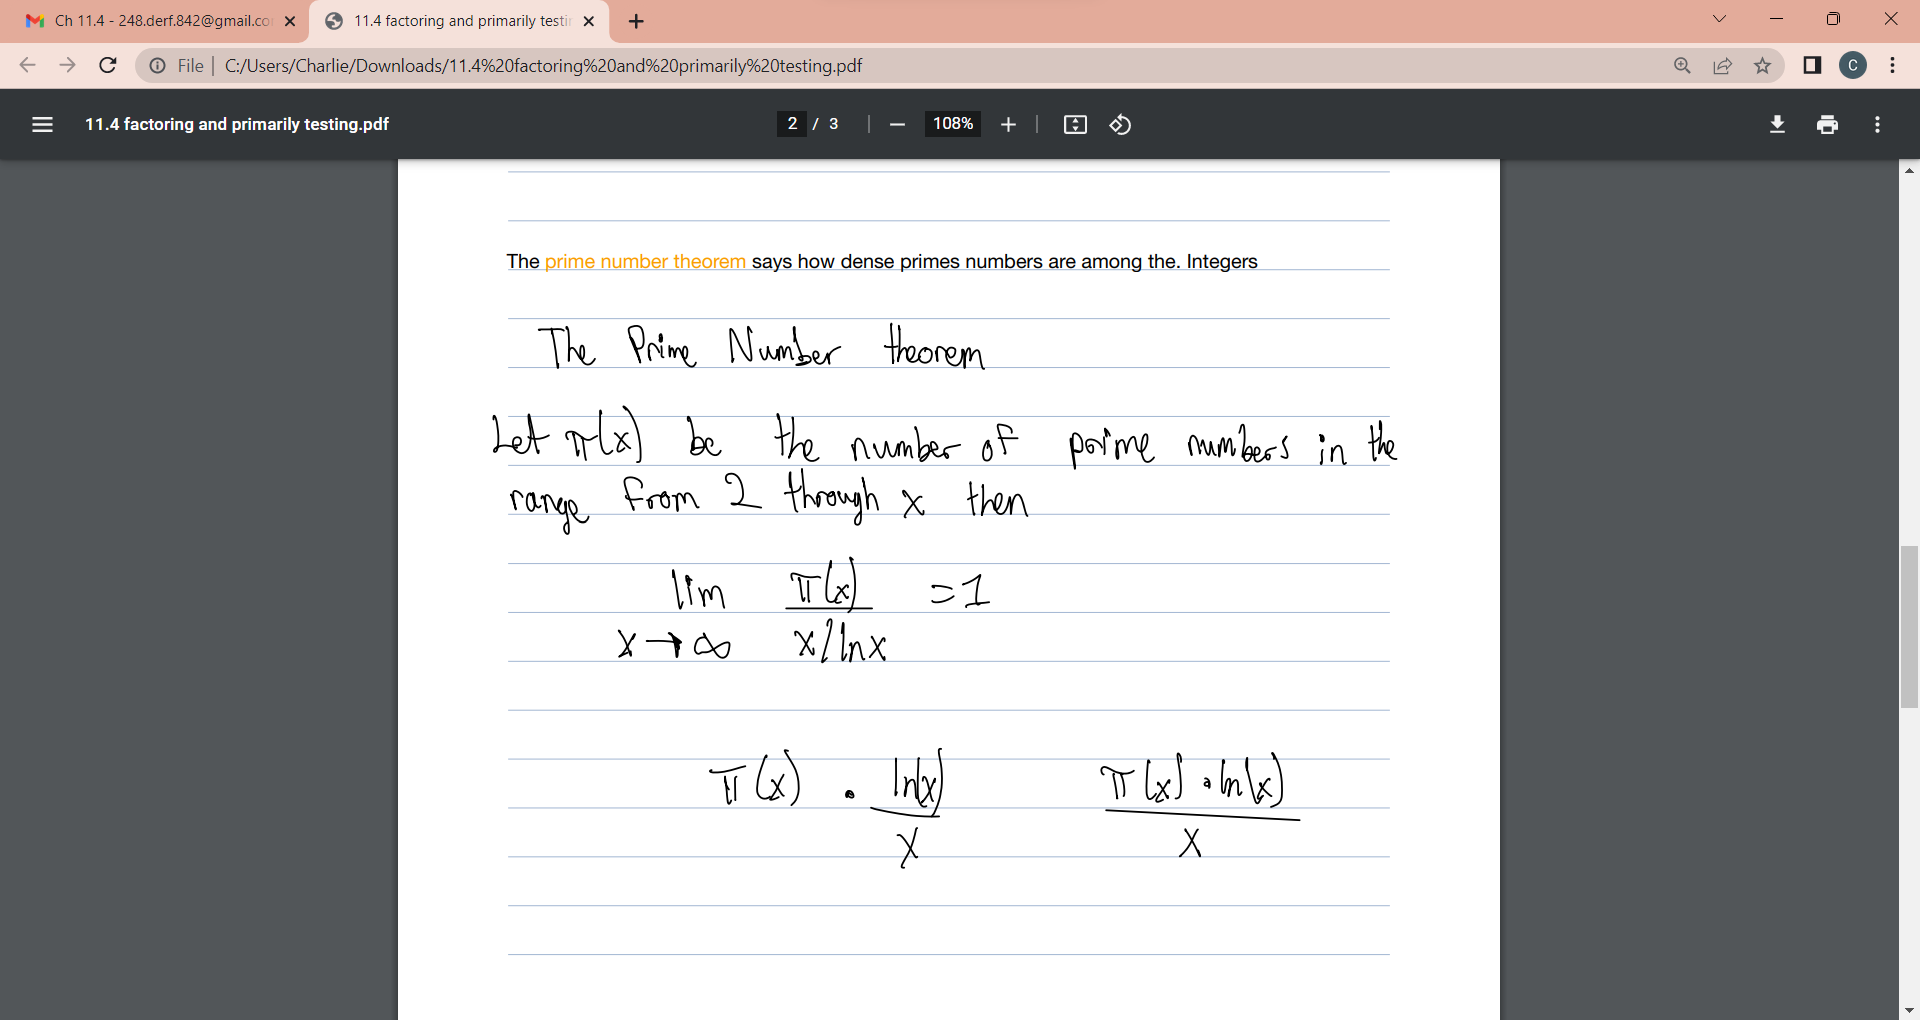 Ch 11.4 - 248.derf.842@gmail.co
11.4 factoring and primarily testin
File | C:/Users/Charlie/Downloads/11.4%20factoring%20and%20primarily%20testing.pdf
C
11.4 factoring and primarily testing.pdf
2 / 3 | − 108% + |
The prime number theorem says how dense primes numbers are among the. Integers
The Prime Number theorem
Let π(x) be the number of prime numbers in the
range from 2 through x then
lim π(x) = 1
x→∞ x/lnx
π(x) · ln(x) π(x)·ln(x)
x x